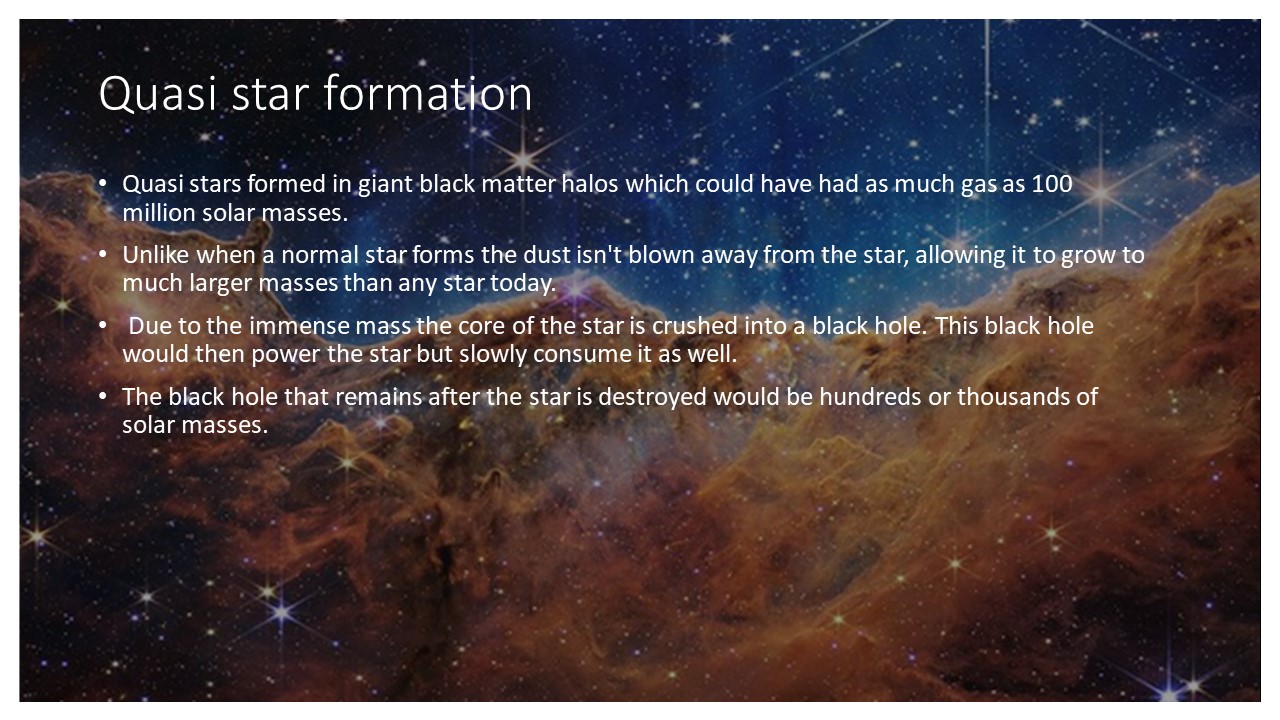 Quasi star formation
• Quasi stars formed in giant black matter halos which could have had as much gas as 100
million solar masses.
• Unlike when a normal star forms the dust isn't blown away from the star, allowing it to grow to
much larger masses than any star today.
• Due to the immense mass the core of the star is crushed into a black hole. This black hole
would then power the star but slowly consume it as well.
• The black hole that remains after the star is destroyed would be hundreds or thousands of
solar masses.